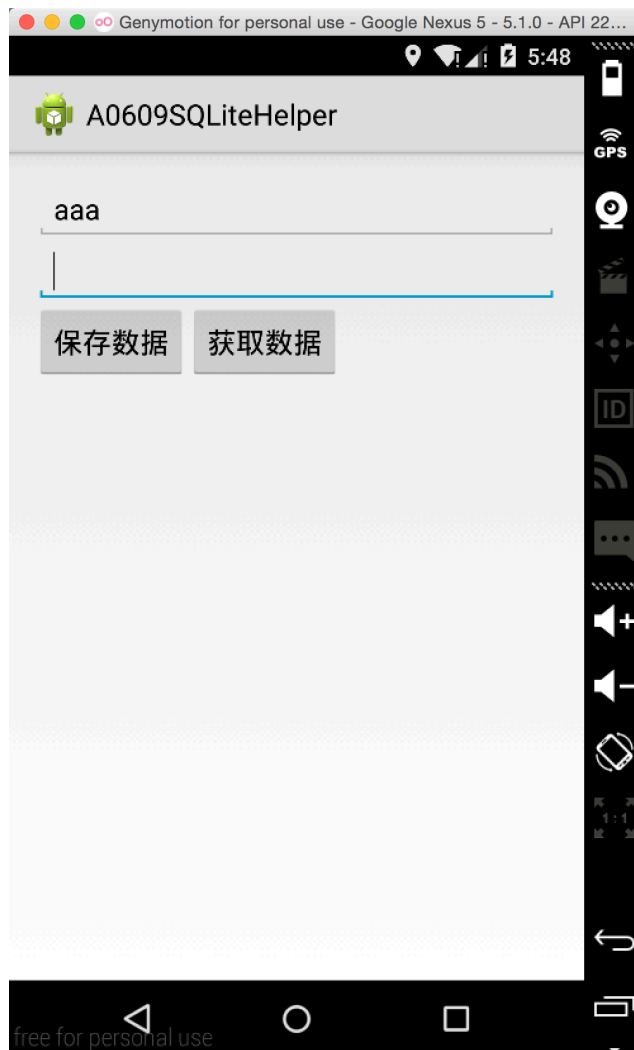 Genymotion for personal use - Google Nexus 5 - 5.1.0 - API 22...
5:48
A0609SQLiteHelper
GPS
aaa
保存数据 获取数据
ID
1:1
free for personal use